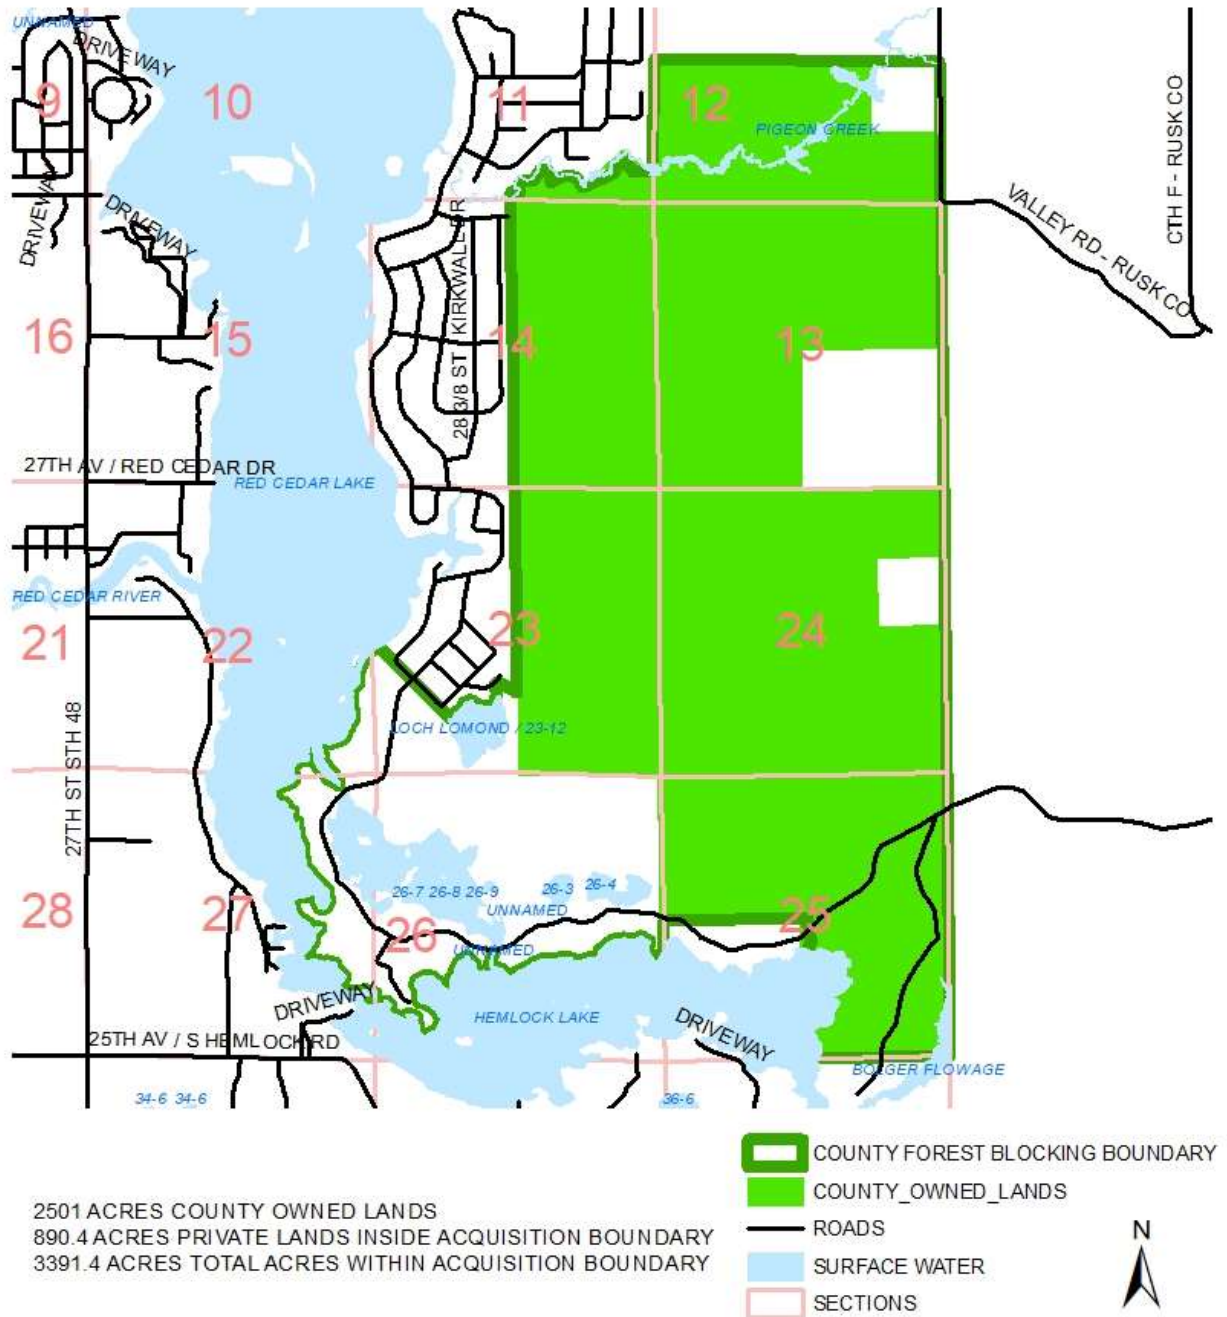 UNNAMED
DRIVEWAY
9
10
11
12
PIGEON CREEK
CTH F - RUSK CO
DRIVEWAY
DRIVEWAY
VALLEY RD - RUSK CO
28 3/8 ST / KIRKWALL DR
16
15
14
13
27TH AV / RED CEDAR DR
RED CEDAR LAKE
RED CEDAR RIVER
21
22
23
24
27TH ST STH 48
LOCH LOMOND / 23-12
28
27
26-7 26-8 26-9
26-3 26-4
UNNAMED
26
UNNAMED
25
DRIVEWAY
HEMLOCK LAKE
DRIVEWAY
25TH AV / S HEMLOCK RD
BOLGER FLOWAGE
34-6 34-6
36-6
COUNTY FOREST BLOCKING BOUNDARY
COUNTY_OWNED_LANDS
ROADS
SURFACE WATER
SECTIONS
2501 ACRES COUNTY OWNED LANDS
890.4 ACRES PRIVATE LANDS INSIDE ACQUISITION BOUNDARY
3391.4 ACRES TOTAL ACRES WITHIN ACQUISITION BOUNDARY
N